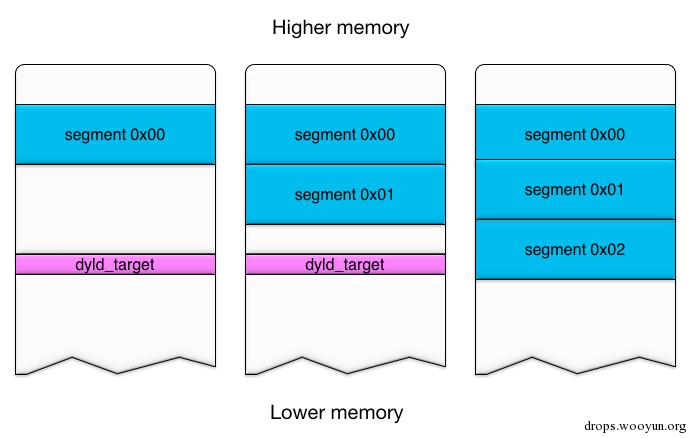 Higher memory
segment 0x00
segment 0x00
segment 0x00
segment 0x01
segment 0x01
segment 0x02
dyld_target
dyld_target
Lower memory
drops.wooyun.org